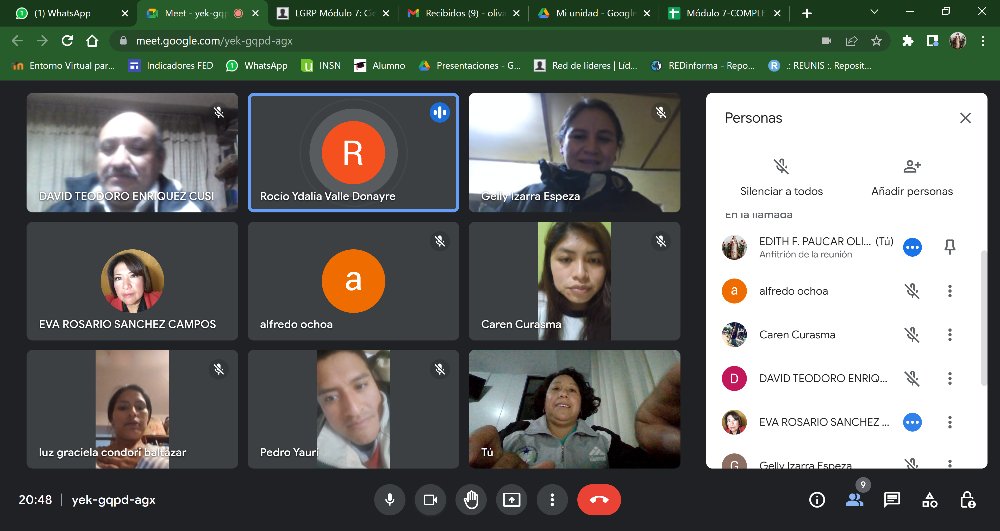 (1) WhatsApp
Meet - yek-gqp
LGRP Módulo 7: Cie
Recibidos (9) - oliva
Mi unidad - Google
Módulo 7-COMPLE
meet.google.com/yek-gqpd-agx
Entorno Virtual par...
Indicadores FED
1 WhatsApp
u INSN
Alumno
Presentaciones - G...
Red de líderes | Líd...
REDinforma - Repo...
R .: REUNIS :. Reposit...
DAVID TEODORO ENRIQUEZ CUSI
R
Rocío Ydalia Valle Donayre
Gelly Izarra Espeza
EVA ROSARIO SANCHEZ CAMPOS
a
alfredo ochoa
Caren Curasma
luz graciela condori baltazar
Pedro Yauri
Tú
Personas
Silenciar a todos
Añadir personas
En la llamada
EDITH F. PAUCAR OLI... (Tú)
Anfitrión de la reunión
a alfredo ochoa
Caren Curasma
D DAVID TEODORO ENRIQ...
EVA ROSARIO SANCHEZ ...
G Gelly Izarra Espeza
20:48 | yek-gqpd-agx
9